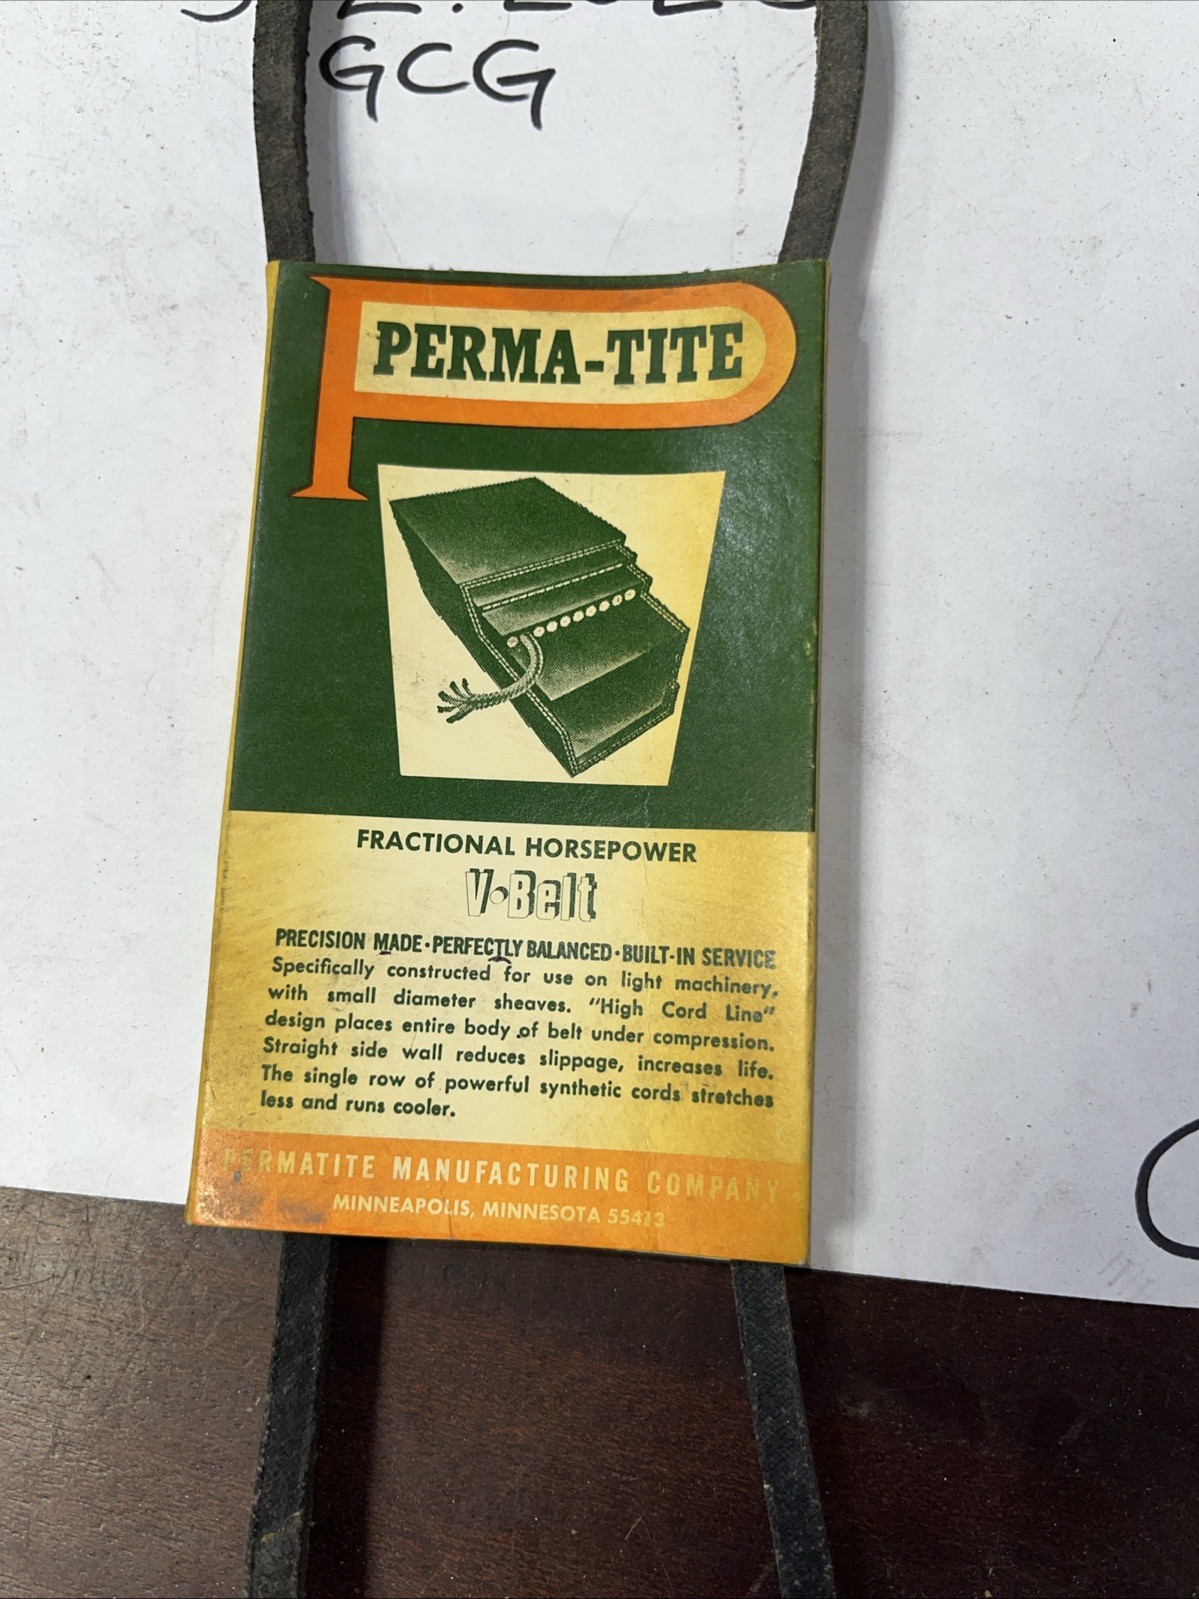 GCG
PERMA-TITE
FRACTIONAL HORSEPOWER
V·Belt
PRECISION MADE·PERFECTLY BALANCED·BUILT-IN SERVICE
Specifically constructed for use on light machinery,
with small diameter sheaves. "High Cord Line"
design places entire body of belt under compression.
Straight side wall reduces slippage, increases life.
The single row of powerful synthetic cords stretches
less and runs cooler.
PERMATITE MANUFACTURING COMPANY
MINNEAPOLIS, MINNESOTA 55413